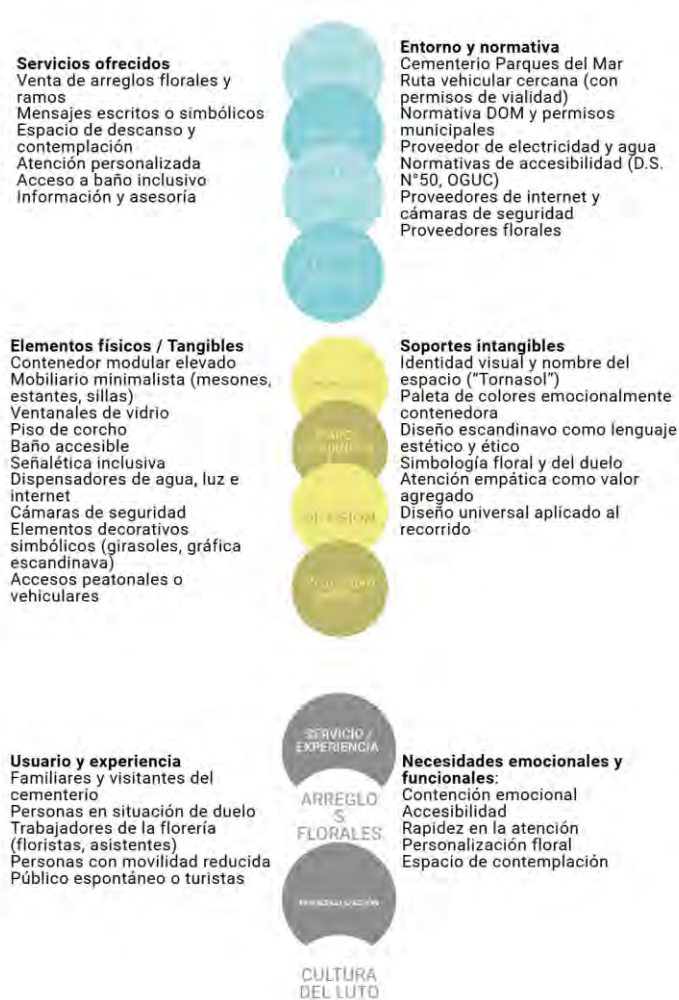 Servicios ofrecidos
Venta de arreglos florales y
ramos
Mensajes escritos o simbólicos
Espacio de descanso y
contemplación
Atención personalizada
Acceso a baño inclusivo
Información y asesoría
Entorno y normativa
Cementerio Parques del Mar
Ruta vehicular cercana (con
permisos de vialidad)
Normativa DOM y permisos
municipales
Proveedor de electricidad y agua
Normativas de accesibilidad (D.S.
N°50, OGUC)
Proveedores de internet y
cámaras de seguridad
Proveedores florales
Elementos físicos / Tangibles
Contenedor modular elevado
Mobiliario minimalista (mesones,
estantes, sillas)
Ventanales de vidrio
Piso de corcho
Baño accesible
Señalética inclusiva
Dispensadores de agua, luz e
internet
Cámaras de seguridad
Elementos decorativos
simbólicos (girasoles, gráfica
escandinava)
Accesos peatonales o
vehiculares
Soportes intangibles
Identidad visual y nombre del
espacio ("Tornasol")
Paleta de colores emocionalmente
contenedora
Diseño escandinavo como lenguaje
estético y ético
Simbología floral y del duelo
Atención empática como valor
agregado
Diseño universal aplicado al
recorrido
Usuario y experiencia
Familiares y visitantes del
cementerio
Personas en situación de duelo
Trabajadores de la florería
(floristas, asistentes)
Personas con movilidad reducida
Público espontáneo o turistas
SERVICIO /
EXPERIENCIA
ARREGLO
S
FLORALES
PERSONALIZACIÓN
CULTURA
DEL LUTO
Necesidades emocionales y
funcionales:
Contención emocional
Accesibilidad
Rapidez en la atención
Personalización floral
Espacio de contemplación